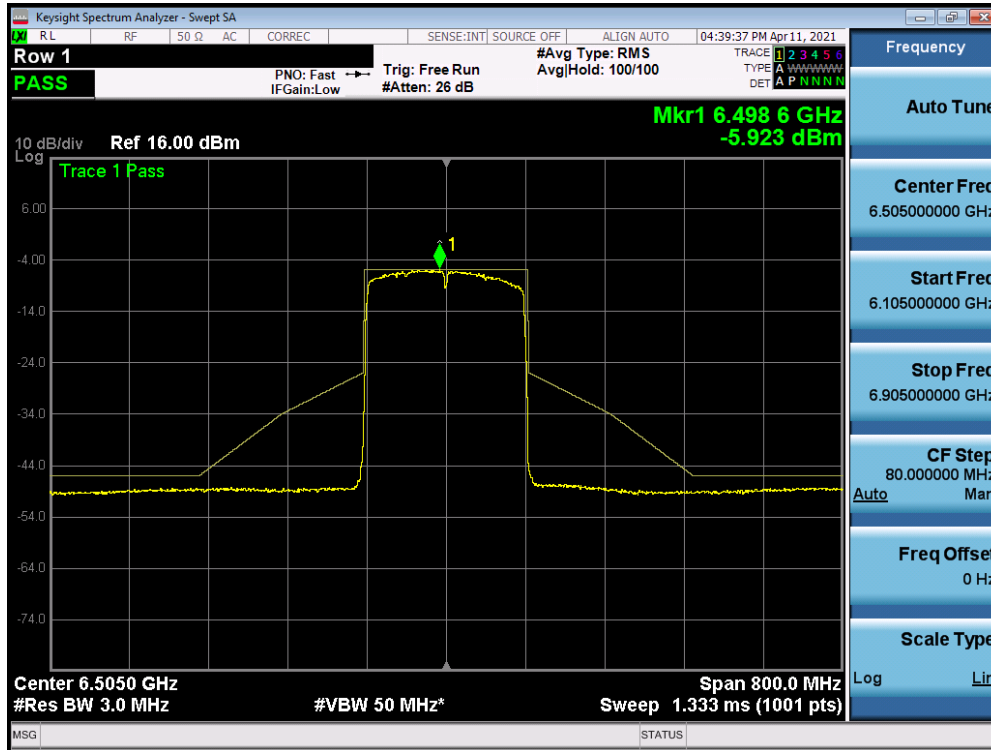 Keysight Spectrum Analyzer - Swept SA
LXI RL RF 50 Ω AC CORREC SENSE:INT SOURCE OFF ALIGN AUTO 04:39:37 PM Apr 11, 2021
Row 1
PASS
PNO: Fast
IFGain:Low
Trig: Free Run
#Atten: 26 dB
#Avg Type: RMS
Avg|Hold: 100/100
TRACE 1 2 3 4 5 6
TYPE A WWWWW
DET A P N N N N
Mkr1 6.498 6 GHz
-5.923 dBm
10 dB/div Ref 16.00 dBm
Log
Trace 1 Pass
6.00
1
-4.00
-14.0
-24.0
-34.0
-44.0
-54.0
-64.0
-74.0
Center 6.5050 GHz Span 800.0 MHz
#Res BW 3.0 MHz #VBW 50 MHz* Sweep 1.333 ms (1001 pts)
MSG STATUS
Frequency
Auto Tune
Center Freq
6.505000000 GHz
Start Freq
6.105000000 GHz
Stop Freq
6.905000000 GHz
CF Step
80.000000 MHz
Auto Man
Freq Offset
0 Hz
Scale Type
Log Lin